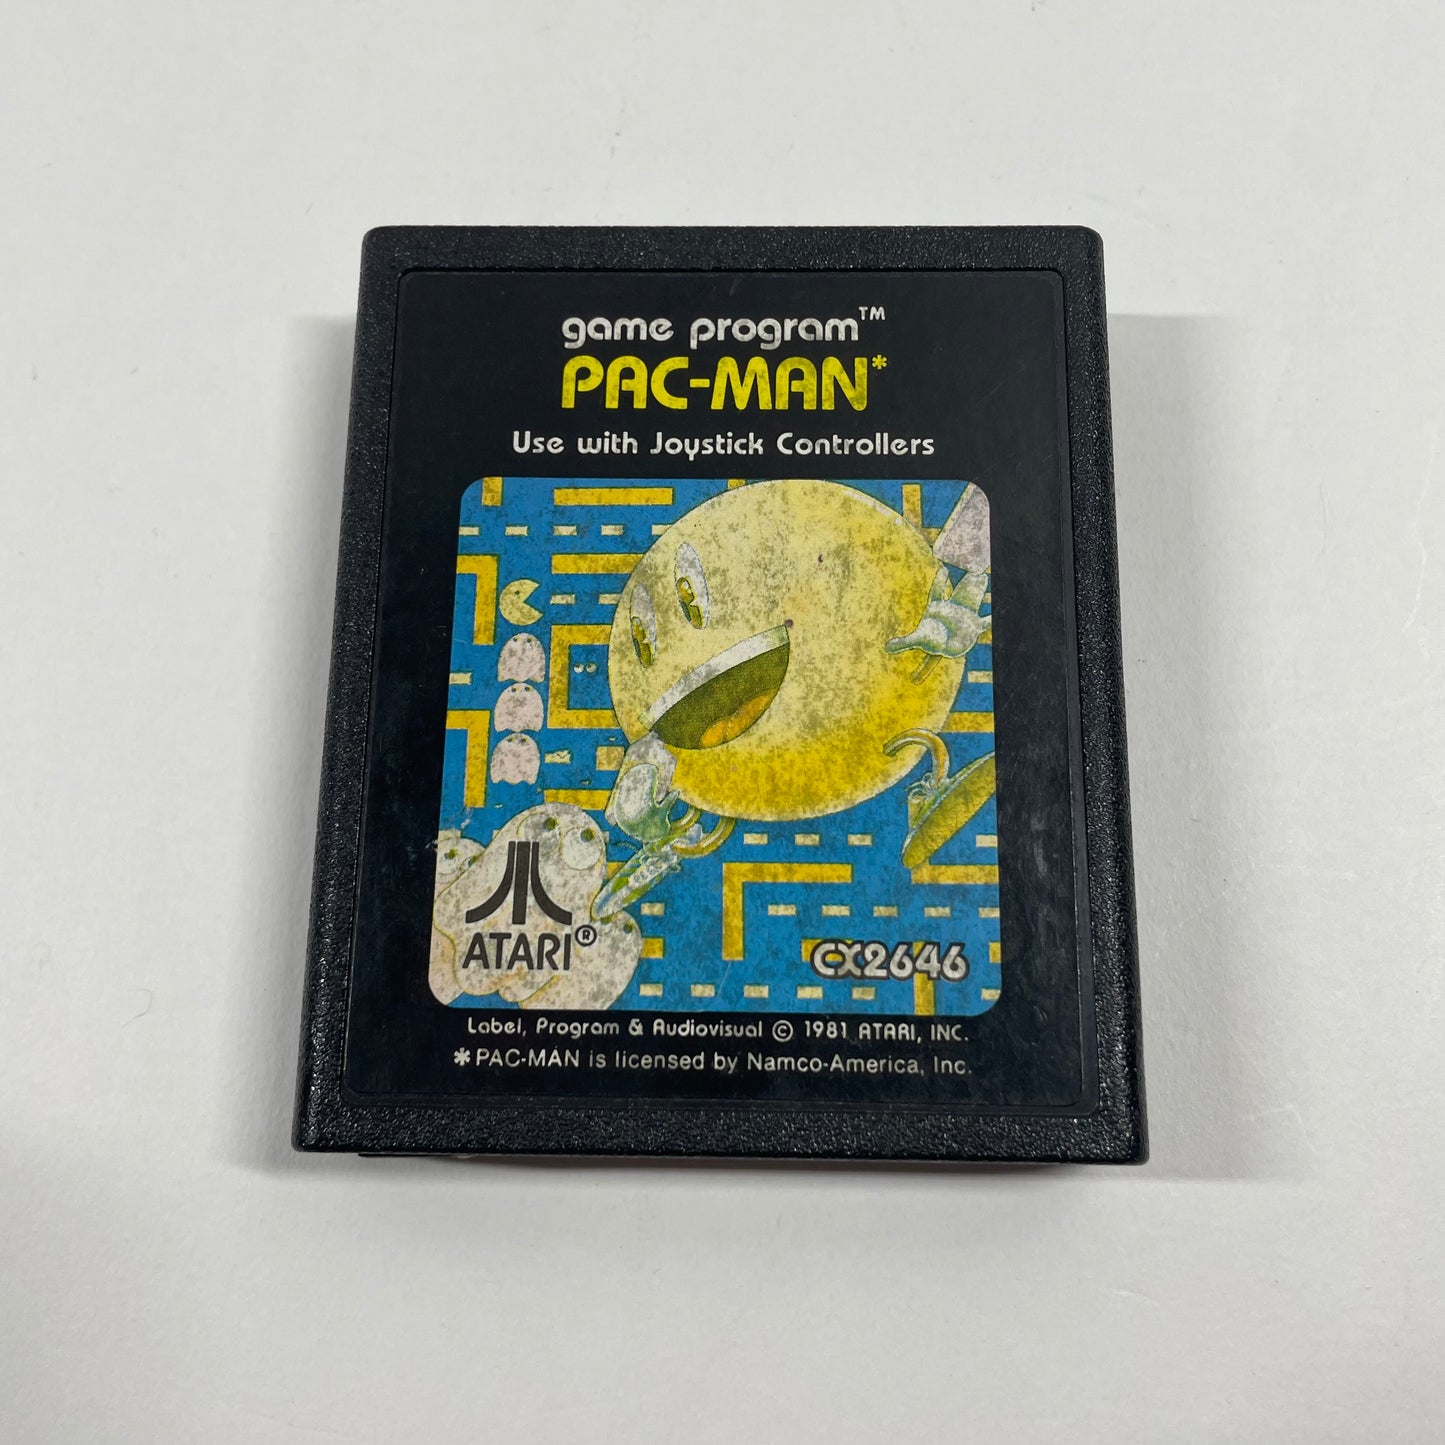 game program™
PAC-MAN*
Use with Joystick Controllers
ATARI®
CX2646
Label, Program & Audiovisual © 1981 ATARI, INC.
*PAC-MAN is licensed by Namco-America, Inc.